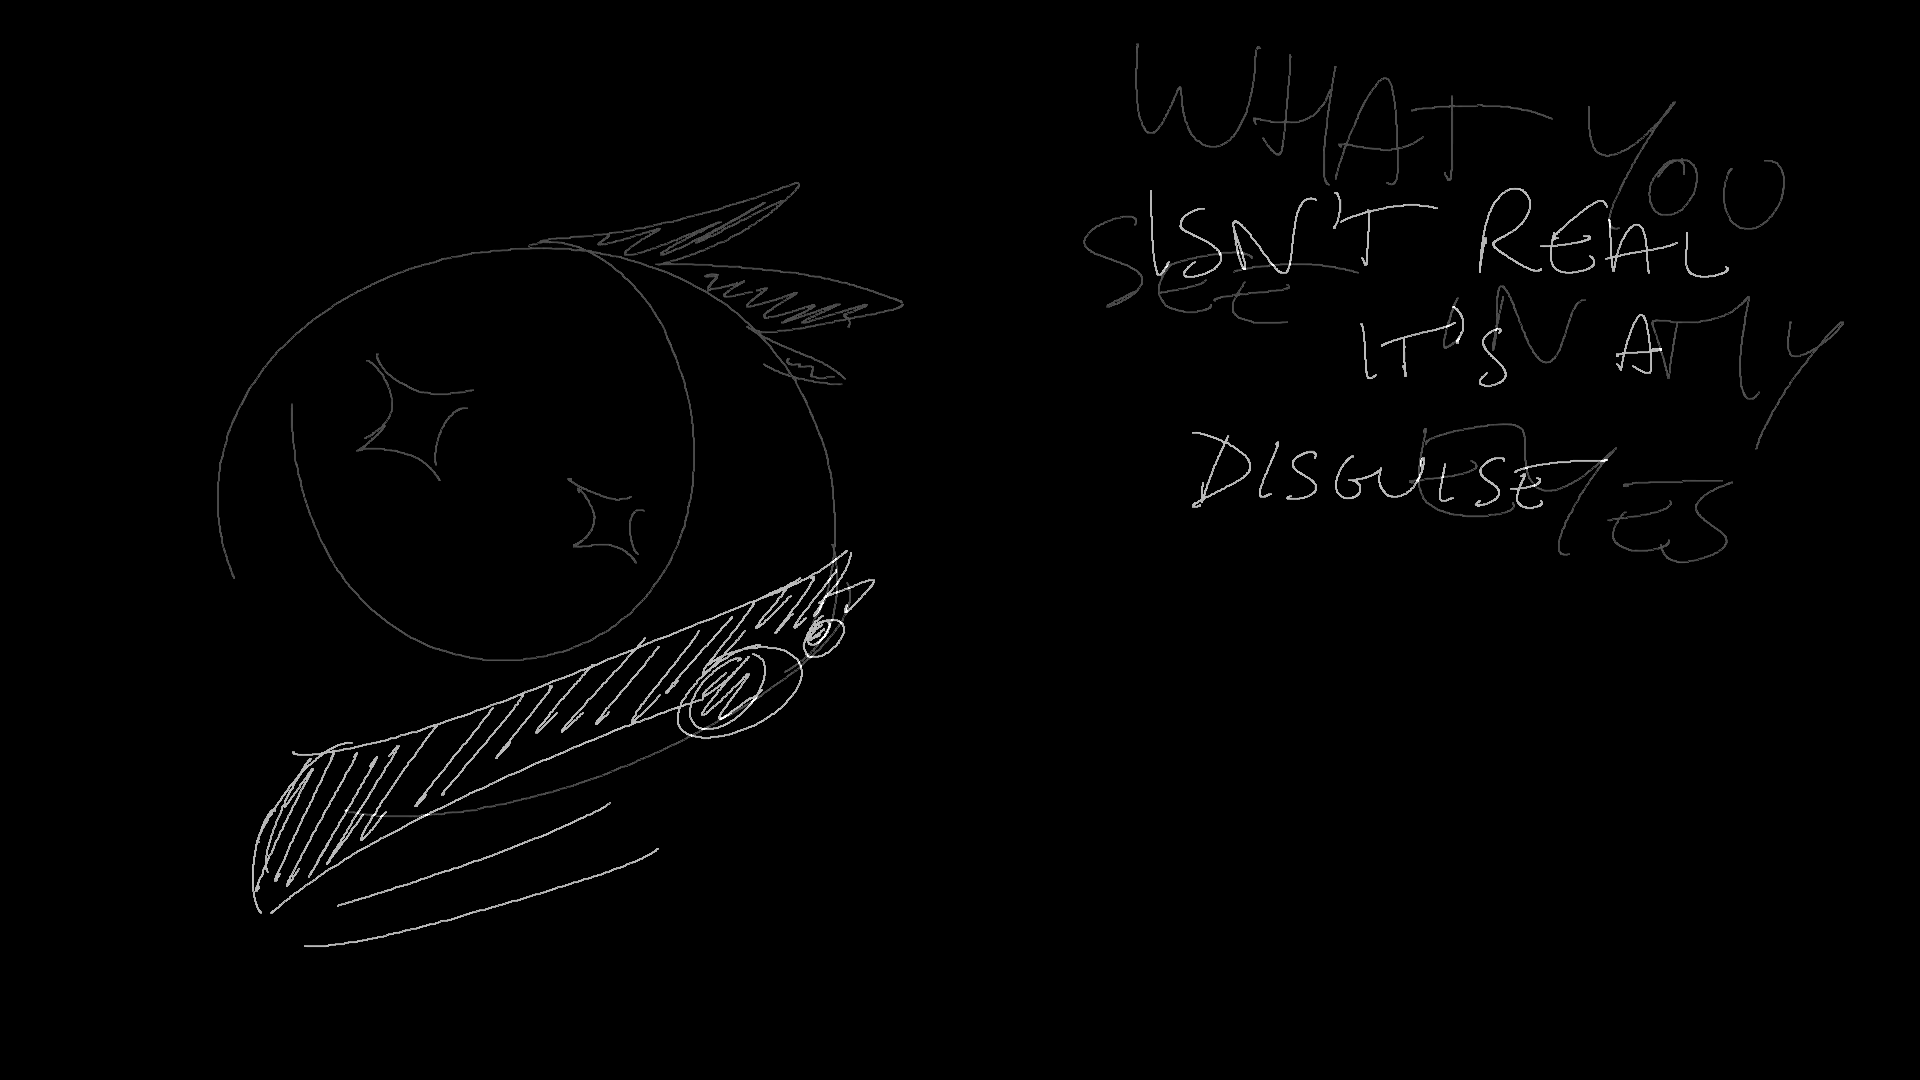 WHAT YOU
SEE IN MY
EYES
ISN'T REAL
IT'S A
DISGUISE